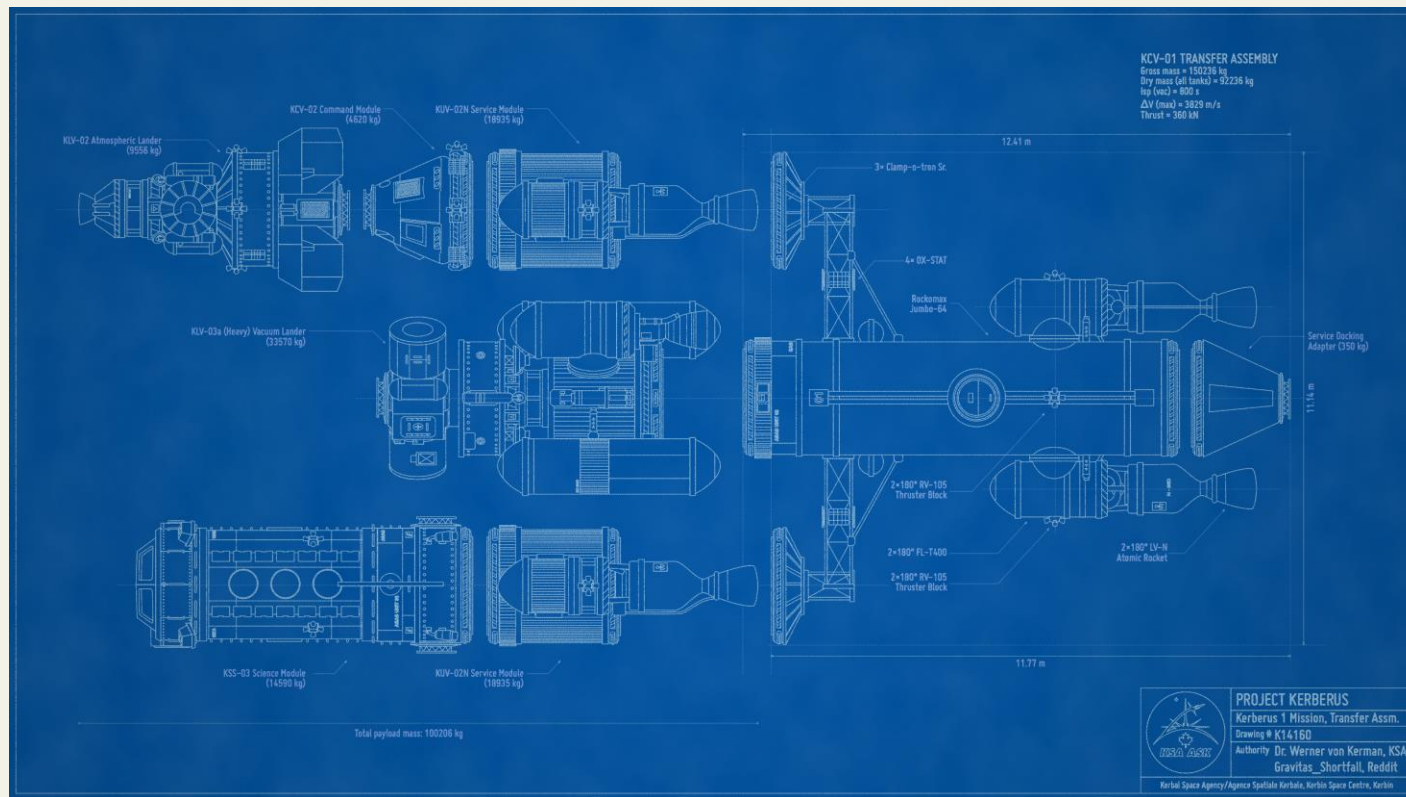 KCV-01 TRANSFER ASSEMBLY
Gross mass = 150236 kg
Dry mass (all tanks) = 92236 kg
Isp (vac) = 800 s
ΔV (max) = 3829 m/s
Thrust = 360 kN
KLV-02 Atmospheric Lander
(9556 kg)
KCV-02 Command Module
(4620 kg)
KUV-02N Service Module
(18935 kg)
12.41 m
3× Clamp-o-tron Sr.
4× OX-STAT
Rockomax
Jumbo-64
KLV-03a (Heavy) Vacuum Lander
(33570 kg)
Service Docking
Adapter (350 kg)
11.14 m
2×180° RV-105
Thruster Block
2×180° FL-T400
2×180° RV-105
Thruster Block
2×180° LV-N
Atomic Rocket
KSS-03 Science Module
(14590 kg)
KUV-02N Service Module
(18935 kg)
11.77 m
Total payload mass: 100206 kg
KSA ASK
PROJECT KERBERUS
Kerberus 1 Mission, Transfer Assm.
Drawing # K14160
Authority Dr. Werner von Kerman, KSA
Gravitas_Shortfall, Reddit
Kerbal Space Agency/Agence Spatiale Kerbale, Kerbin Space Centre, Kerbin